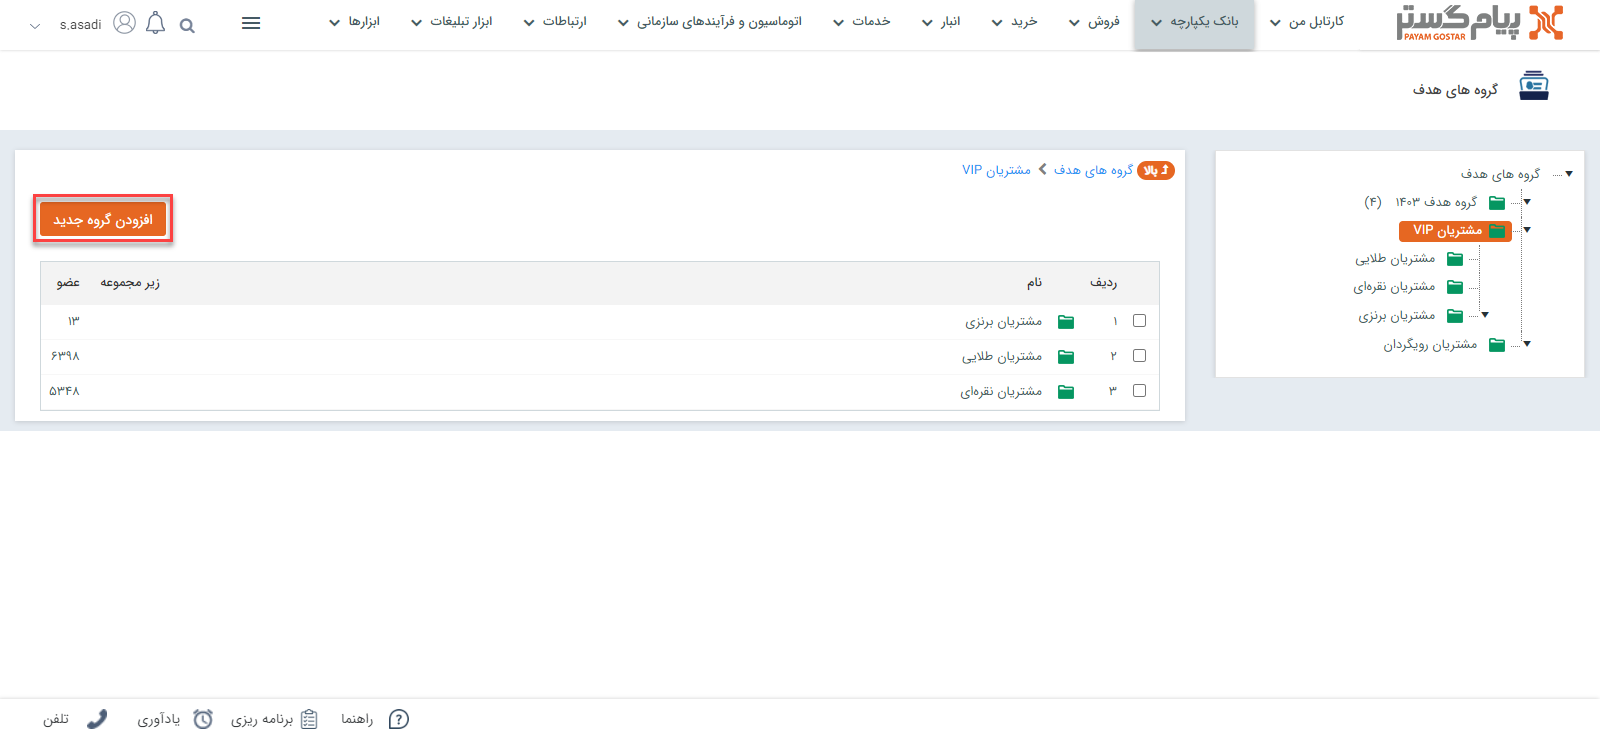 پیام گستر
PAYAM GOSTAR
کارتابل من
بانک یکپارچه
فروش
خرید
انبار
خدمات
اتوماسیون و فرآیندهای سازمانی
ارتباطات
ابزار تبلیغات
ابزارها
s.asadi
گروه های هدف
گروه های هدف
گروه هدف ۱۴۰۳ (۴)
مشتریان VIP
مشتریان طلایی
مشتریان نقره‌ای
مشتریان برنزی
مشتریان رویگردان
بالا گروه های هدف مشتریان VIP
افزودن گروه جدید
ردیف نام زیر مجموعه عضو
۱ مشتریان برنزی ۱۳
۲ مشتریان طلایی ۶۳۹۸
۳ مشتریان نقره‌ای ۵۳۴۸
راهنما
برنامه ریزی
یادآوری
تلفن